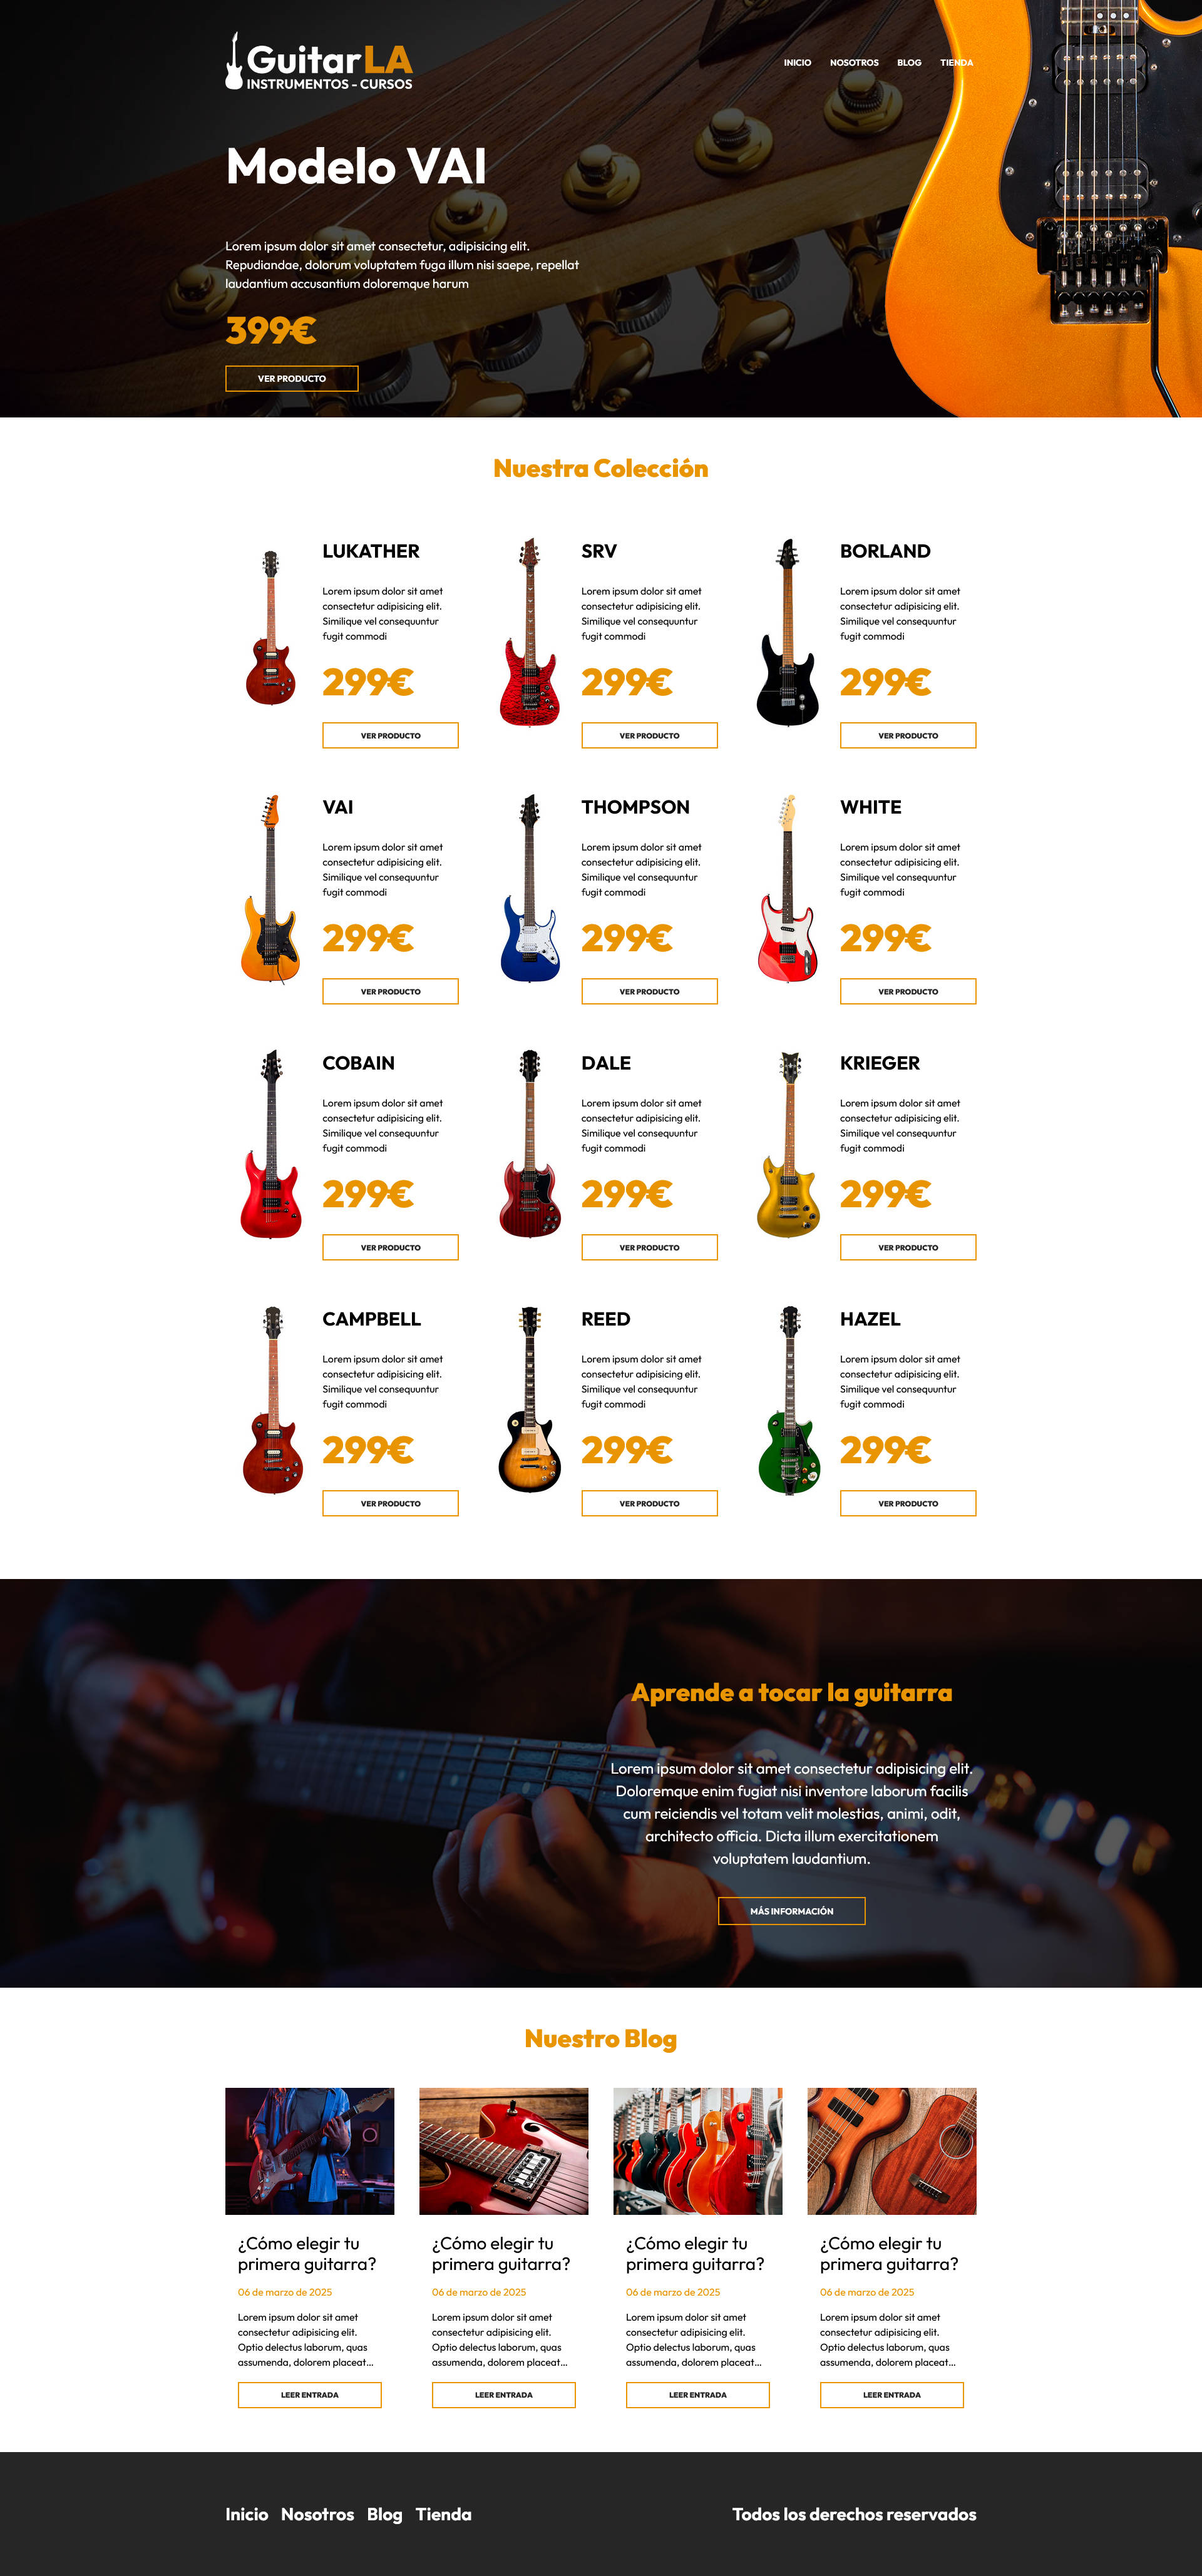 GuitarLA
INSTRUMENTOS - CURSOS
INICIO NOSOTROS BLOG TIENDA
Modelo VAI
Lorem ipsum dolor sit amet consectetur, adipisicing elit.
Repudiandae, dolorum voluptatem fuga illum nisi saepe, repellat
laudantium accusantium doloremque harum
399€
VER PRODUCTO
Nuestra Colección
LUKATHER
Lorem ipsum dolor sit amet
consectetur adipisicing elit.
Similique vel consequuntur
fugit commodi
299€
VER PRODUCTO
SRV
Lorem ipsum dolor sit amet
consectetur adipisicing elit.
Similique vel consequuntur
fugit commodi
299€
VER PRODUCTO
BORLAND
Lorem ipsum dolor sit amet
consectetur adipisicing elit.
Similique vel consequuntur
fugit commodi
299€
VER PRODUCTO
VAI
Lorem ipsum dolor sit amet
consectetur adipisicing elit.
Similique vel consequuntur
fugit commodi
299€
VER PRODUCTO
THOMPSON
Lorem ipsum dolor sit amet
consectetur adipisicing elit.
Similique vel consequuntur
fugit commodi
299€
VER PRODUCTO
WHITE
Lorem ipsum dolor sit amet
consectetur adipisicing elit.
Similique vel consequuntur
fugit commodi
299€
VER PRODUCTO
COBAIN
Lorem ipsum dolor sit amet
consectetur adipisicing elit.
Similique vel consequuntur
fugit commodi
299€
VER PRODUCTO
DALE
Lorem ipsum dolor sit amet
consectetur adipisicing elit.
Similique vel consequuntur
fugit commodi
299€
VER PRODUCTO
KRIEGER
Lorem ipsum dolor sit amet
consectetur adipisicing elit.
Similique vel consequuntur
fugit commodi
299€
VER PRODUCTO
CAMPBELL
Lorem ipsum dolor sit amet
consectetur adipisicing elit.
Similique vel consequuntur
fugit commodi
299€
VER PRODUCTO
REED
Lorem ipsum dolor sit amet
consectetur adipisicing elit.
Similique vel consequuntur
fugit commodi
299€
VER PRODUCTO
HAZEL
Lorem ipsum dolor sit amet
consectetur adipisicing elit.
Similique vel consequuntur
fugit commodi
299€
VER PRODUCTO
Aprende a tocar la guitarra
Lorem ipsum dolor sit amet consectetur adipisicing elit.
Doloremque enim fugiat nisi inventore laborum facilis
cum reiciendis vel totam velit molestias, animi, odit,
architecto officia. Dicta illum exercitationem
voluptatem laudantium.
MÁS INFORMACIÓN
Nuestro Blog
¿Cómo elegir tu
primera guitarra?
06 de marzo de 2025
Lorem ipsum dolor sit amet
consectetur adipisicing elit.
Optio delectus laborum, quas
assumenda, dolorem placeat...
LEER ENTRADA
¿Cómo elegir tu
primera guitarra?
06 de marzo de 2025
Lorem ipsum dolor sit amet
consectetur adipisicing elit.
Optio delectus laborum, quas
assumenda, dolorem placeat...
LEER ENTRADA
¿Cómo elegir tu
primera guitarra?
06 de marzo de 2025
Lorem ipsum dolor sit amet
consectetur adipisicing elit.
Optio delectus laborum, quas
assumenda, dolorem placeat...
LEER ENTRADA
¿Cómo elegir tu
primera guitarra?
06 de marzo de 2025
Lorem ipsum dolor sit amet
consectetur adipisicing elit.
Optio delectus laborum, quas
assumenda, dolorem placeat...
LEER ENTRADA
Inicio Nosotros Blog Tienda
Todos los derechos reservados